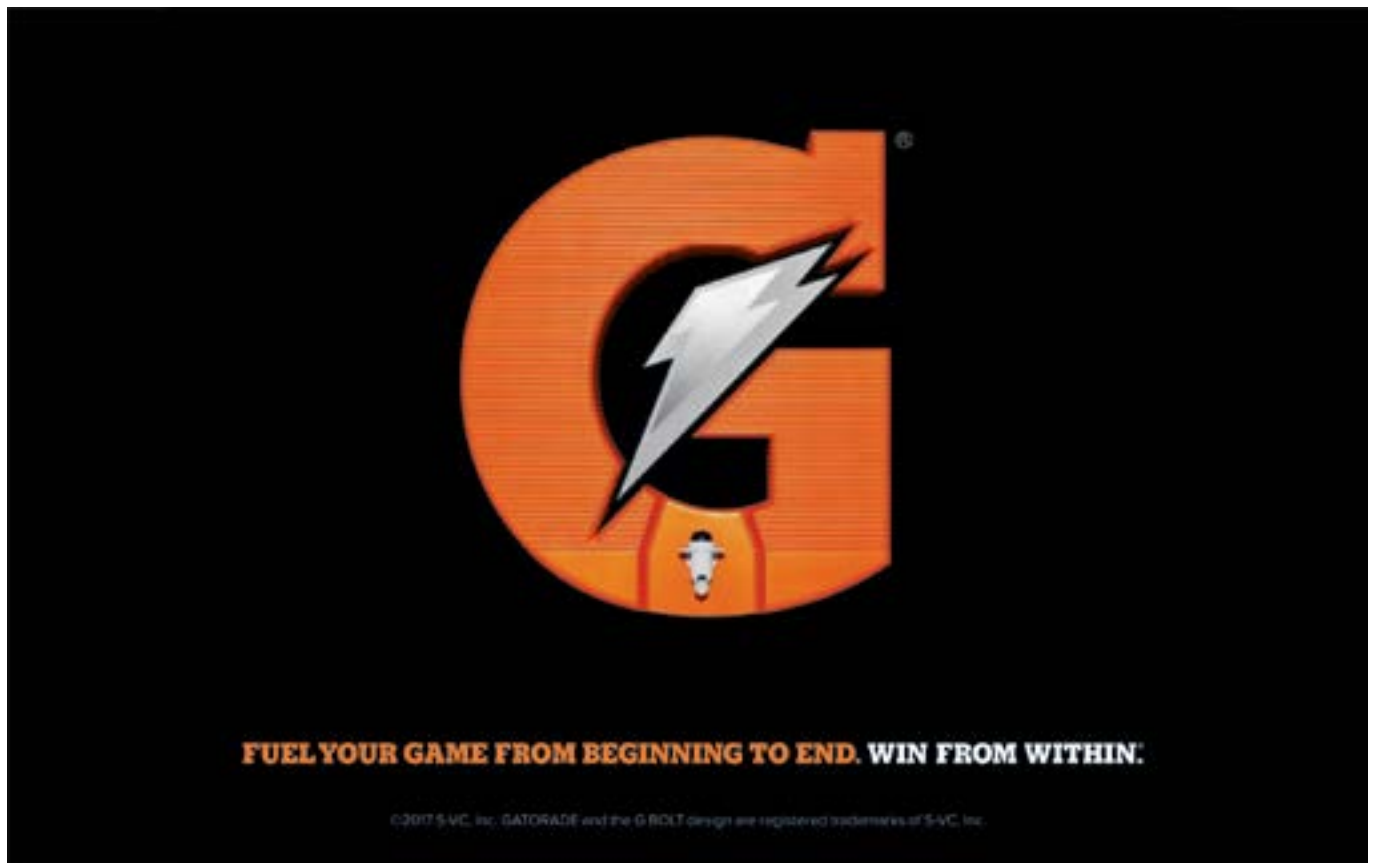 G®
FUEL YOUR GAME FROM BEGINNING TO END. WIN FROM WITHIN.
©2017 S-VC, Inc. GATORADE and the G BOLT design are registered trademarks of S-VC, Inc.